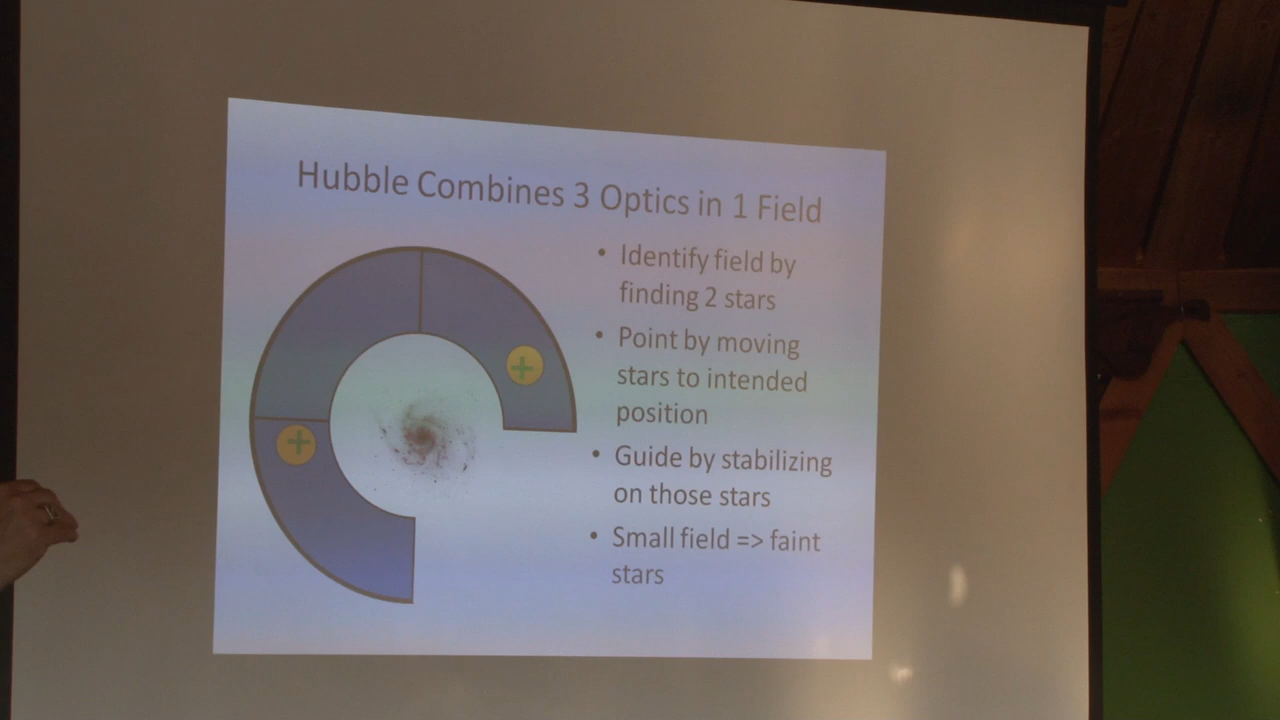 Hubble Combines 3 Optics in 1 Field
• Identify field by
finding 2 stars
• Point by moving
stars to intended
position
• Guide by stabilizing
on those stars
• Small field => faint
stars